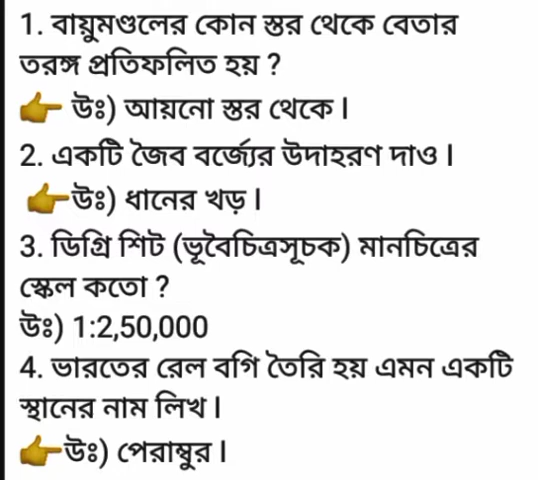 1. বায়ুমণ্ডলের কোন স্তর থেকে বেতার
তরঙ্গ প্রতিফলিত হয় ?
👉 উঃ) আয়নো স্তর থেকে।
2. একটি জৈব বর্জ্যের উদাহরণ দাও।
👉উঃ) ধানের খড়।
3. ডিগ্রি শিট (ভূবৈচিত্রসূচক) মানচিত্রের
স্কেল কতো ?
উঃ) 1:2,50,000
4. ভারতের রেল বগি তৈরি হয় এমন একটি
স্থানের নাম লিখ।
👉উঃ) পেরাম্বুর।